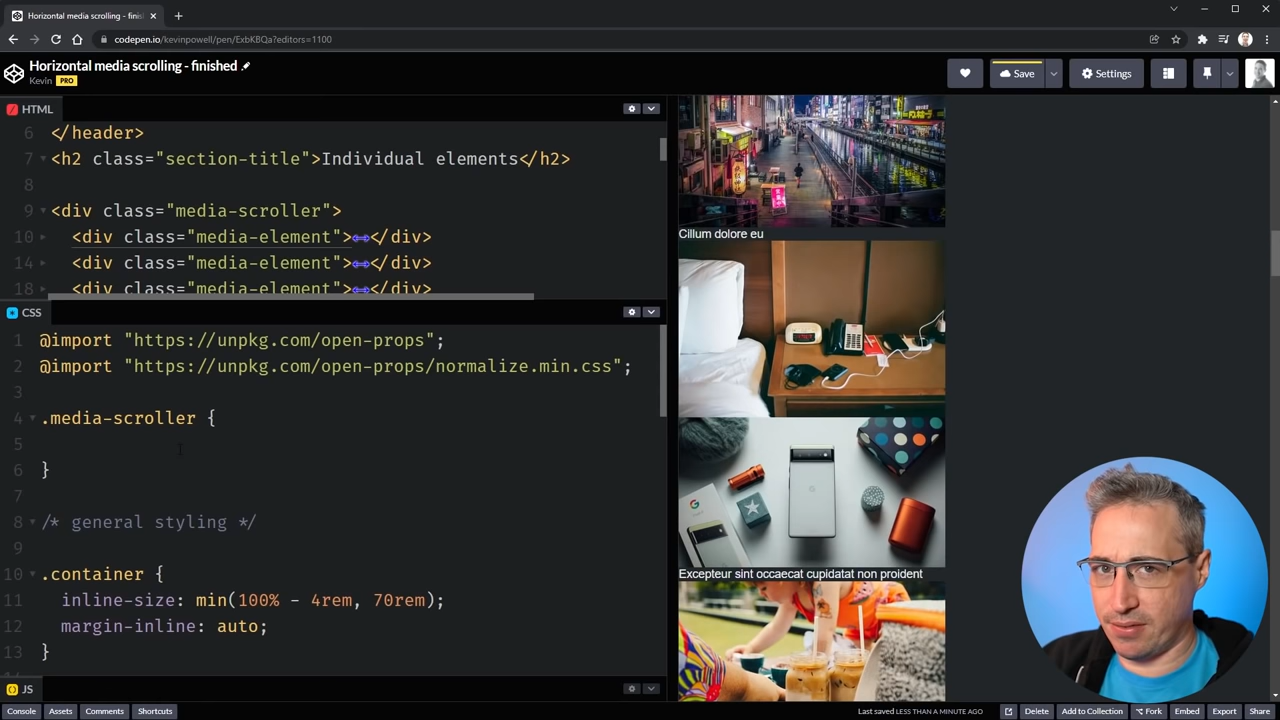 Horizontal media scrolling - finis
codepen.io/kevinpowell/pen/ExbKBQa?editors=1100
Horizontal media scrolling - finished
Kevin PRO
Save
Settings
HTML
6 </header>
7 <h2 class="section-title">Individual elements</h2>
8
9 <div class="media-scroller">
10 <div class="media-element"></div>
14 <div class="media-element"></div>
18 <div class="media-element"></div>
CSS
1 @import "https://unpkg.com/open-props";
2 @import "https://unpkg.com/open-props/normalize.min.css";
3
4 .media-scroller {
5
6 }
7
8 /* general styling */
9
10 .container {
11 inline-size: min(100% - 4rem, 70rem);
12 margin-inline: auto;
13 }
JS
Cillum dolore eu
Excepteur sint occaecat cupidatat non proident
Console Assets Comments Shortcuts
Last saved LESS THAN A MINUTE AGO
Delete Add to Collection Fork Embed Export Share